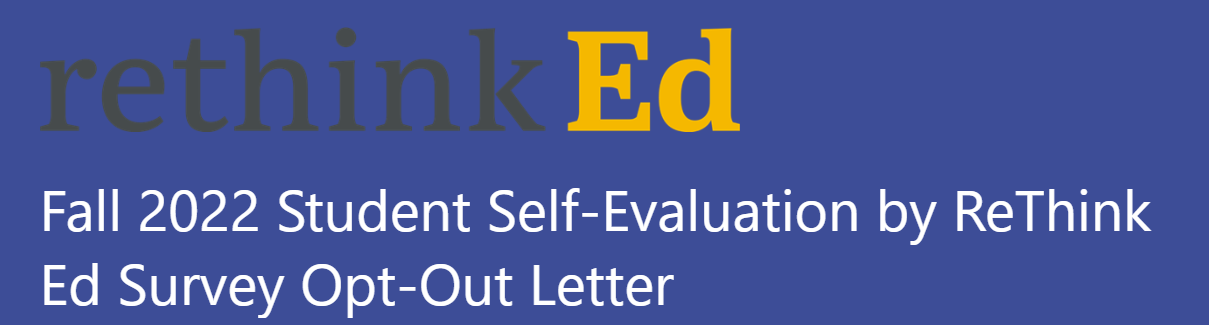 rethink Ed
Fall 2022 Student Self-Evaluation by ReThink
Ed Survey Opt-Out Letter